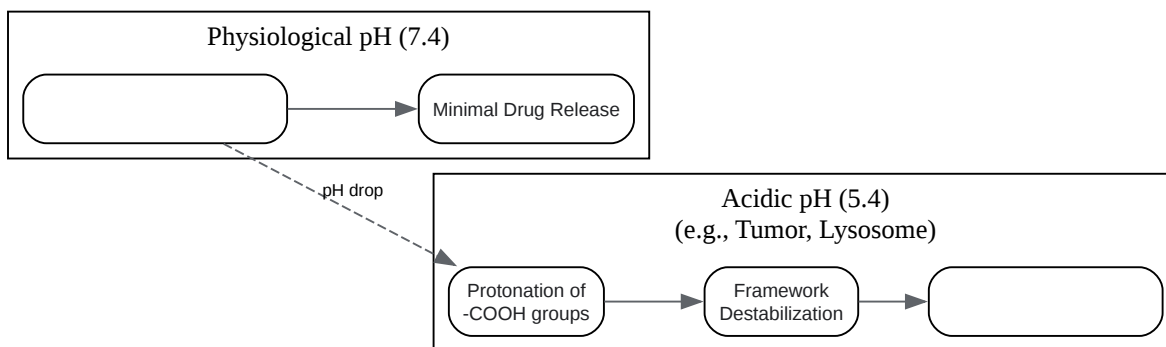 Physiological pH (7.4)
Minimal Drug Release
pH drop
Acidic pH (5.4)
(e.g., Tumor, Lysosome)
Protonation of
-COOH groups
Framework
Destabilization